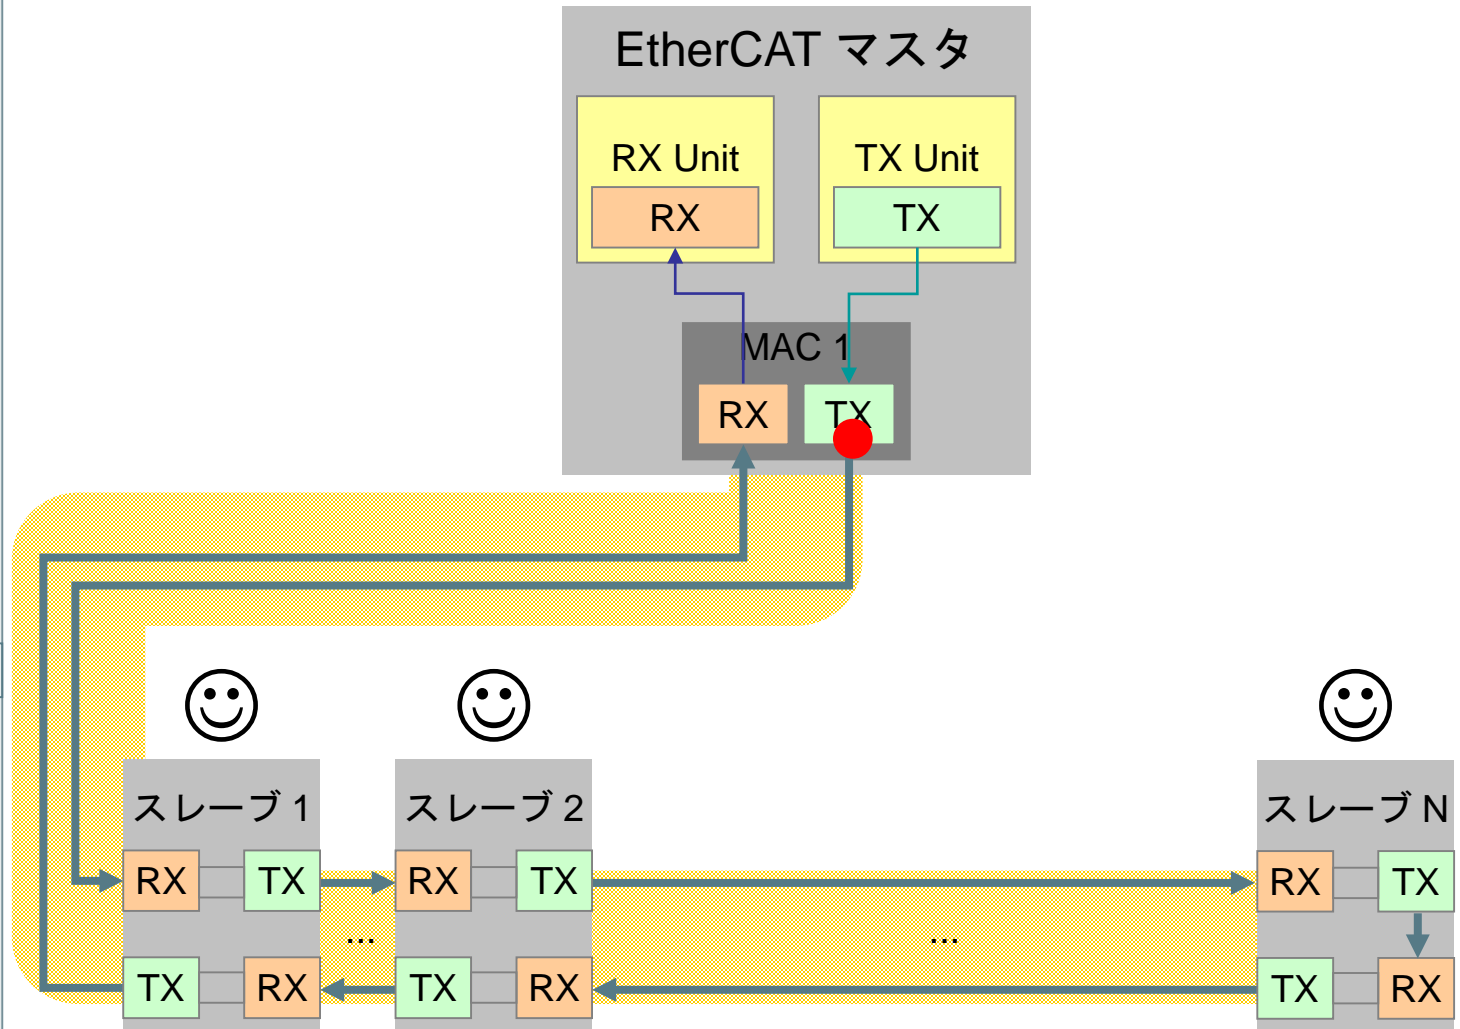 EtherCAT マスタ
RX Unit
TX Unit
RX
TX
MAC 1
RX
TX
スレーブ 1
スレーブ 2
スレーブ N
RX
TX
RX
TX
RX
TX
...
...
TX
RX
TX
RX
TX
RX